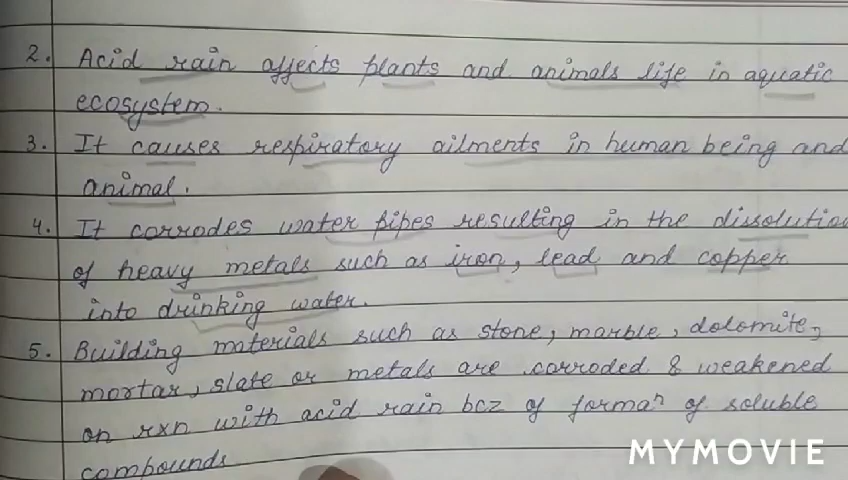 2. Acid rain affects plants and animals life in aquatic
ecosystem.
3. It causes respiratory ailments in human being and
animal.
4. It corrodes water pipes resulting in the dissolution
of heavy metals such as iron, lead and copper
into drinking water.
5. Building materials such as stone, marble, dolomite,
mortar, slate or metals are corroded & weakened
on rxn with acid rain bcz of formaⁿ of soluble
compounds
MYMOVIE